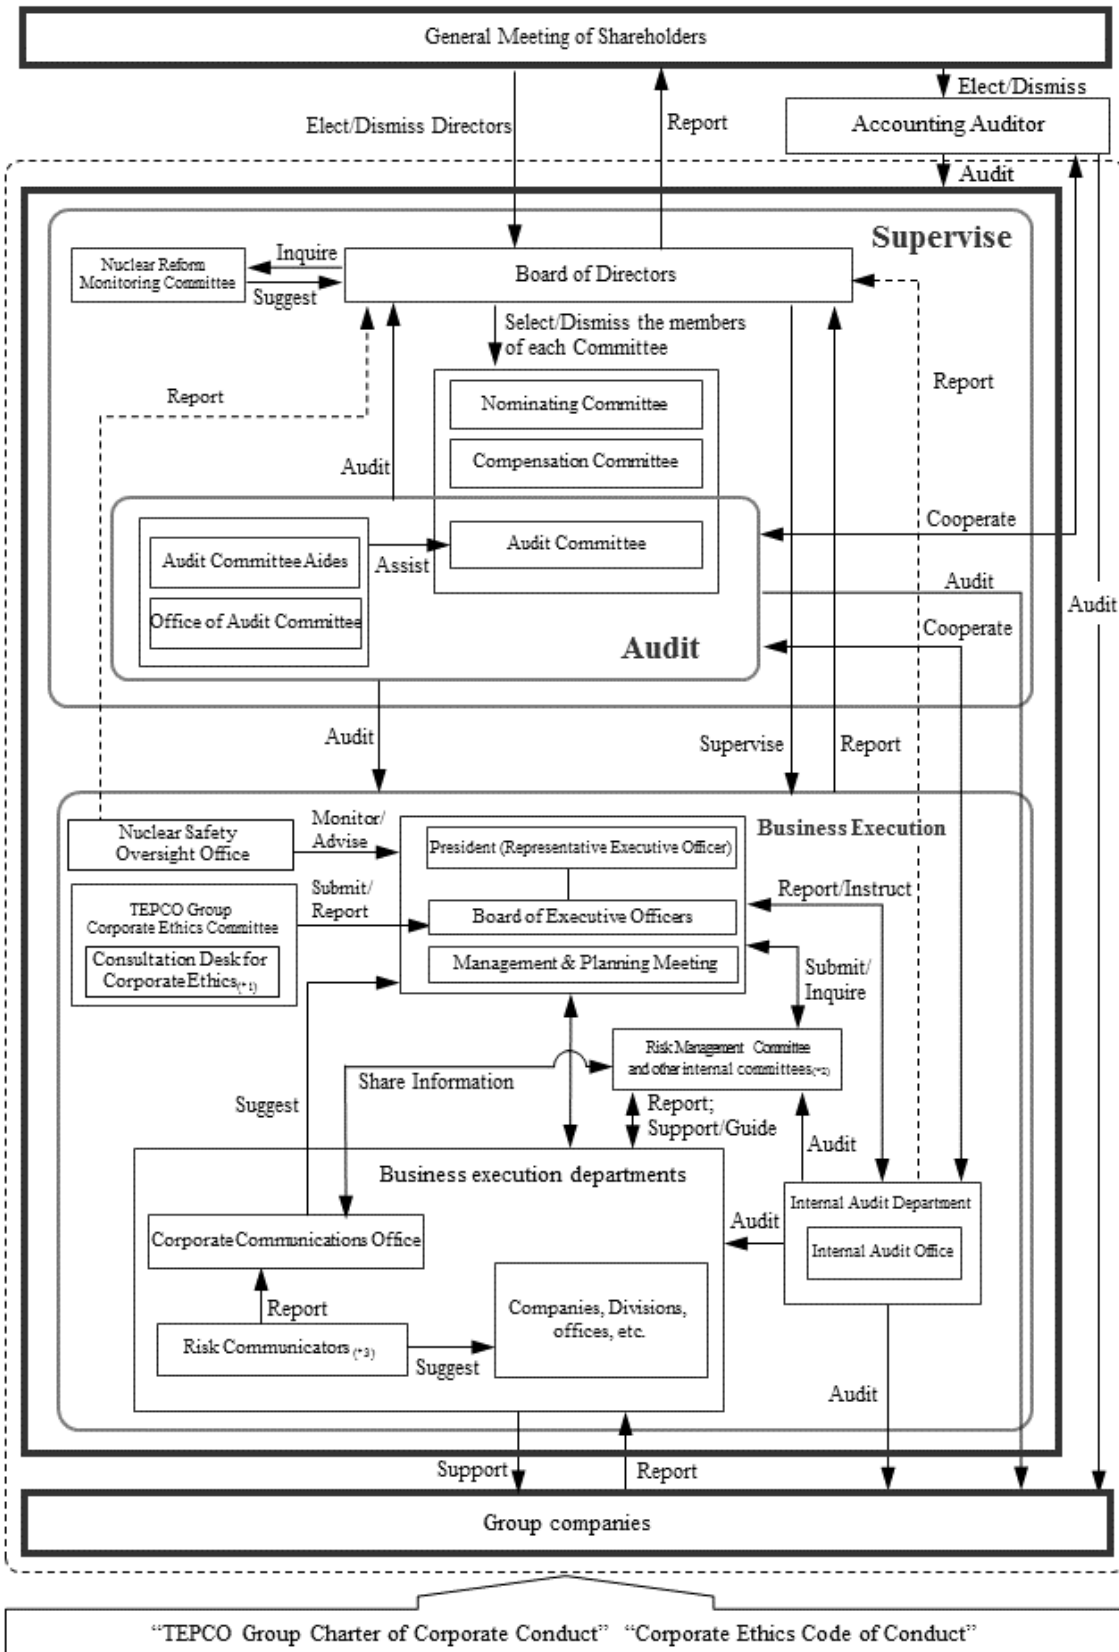 General Meeting of Shareholders
Elect/Dismiss
Elect/Dismiss Directors
Report
Accounting Auditor
Audit
Supervise
Nuclear Reform
Monitoring Committee
Inquire
Suggest
Board of Directors
Select/Dismiss the members
of each Committee
Report
Report
Nominating Committee
Compensation Committee
Audit
Audit Committee
Cooperate
Audit Committee Aides
Assist
Audit
Audit
Office of Audit Committee
Cooperate
Audit
Audit
Supervise
Report
Business Execution
Nuclear Safety
Oversight Office
Monitor/
Advise
President (Representative Executive Officer)
TEPCO Group
Corporate Ethics Committee
Submit/
Report
Report/Instruct
Board of Executive Officers
Consultation Desk for
Corporate Ethics(*1)
Management & Planning Meeting
Submit/
Inquire
Risk Management Committee
and other internal committees(*2)
Share Information
Suggest
Report;
Support/Guide
Audit
Business execution departments
Internal Audit Department
Audit
Corporate Communications Office
Internal Audit Office
Report
Companies, Divisions,
offices, etc.
Risk Communicators (*3)
Suggest
Audit
Support
Report
Group companies
“TEPCO Group Charter of Corporate Conduct” “Corporate Ethics Code of Conduct”